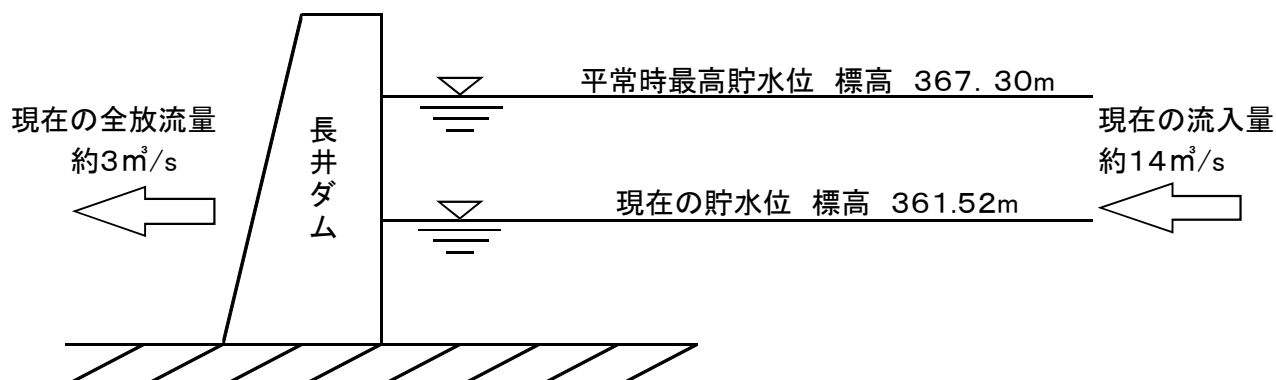 平常時最高貯水位 標高 367.30m
現在の全放流量
約3㎥/s
長井ダム
現在の流入量
約14㎥/s
現在の貯水位 標高 361.52m